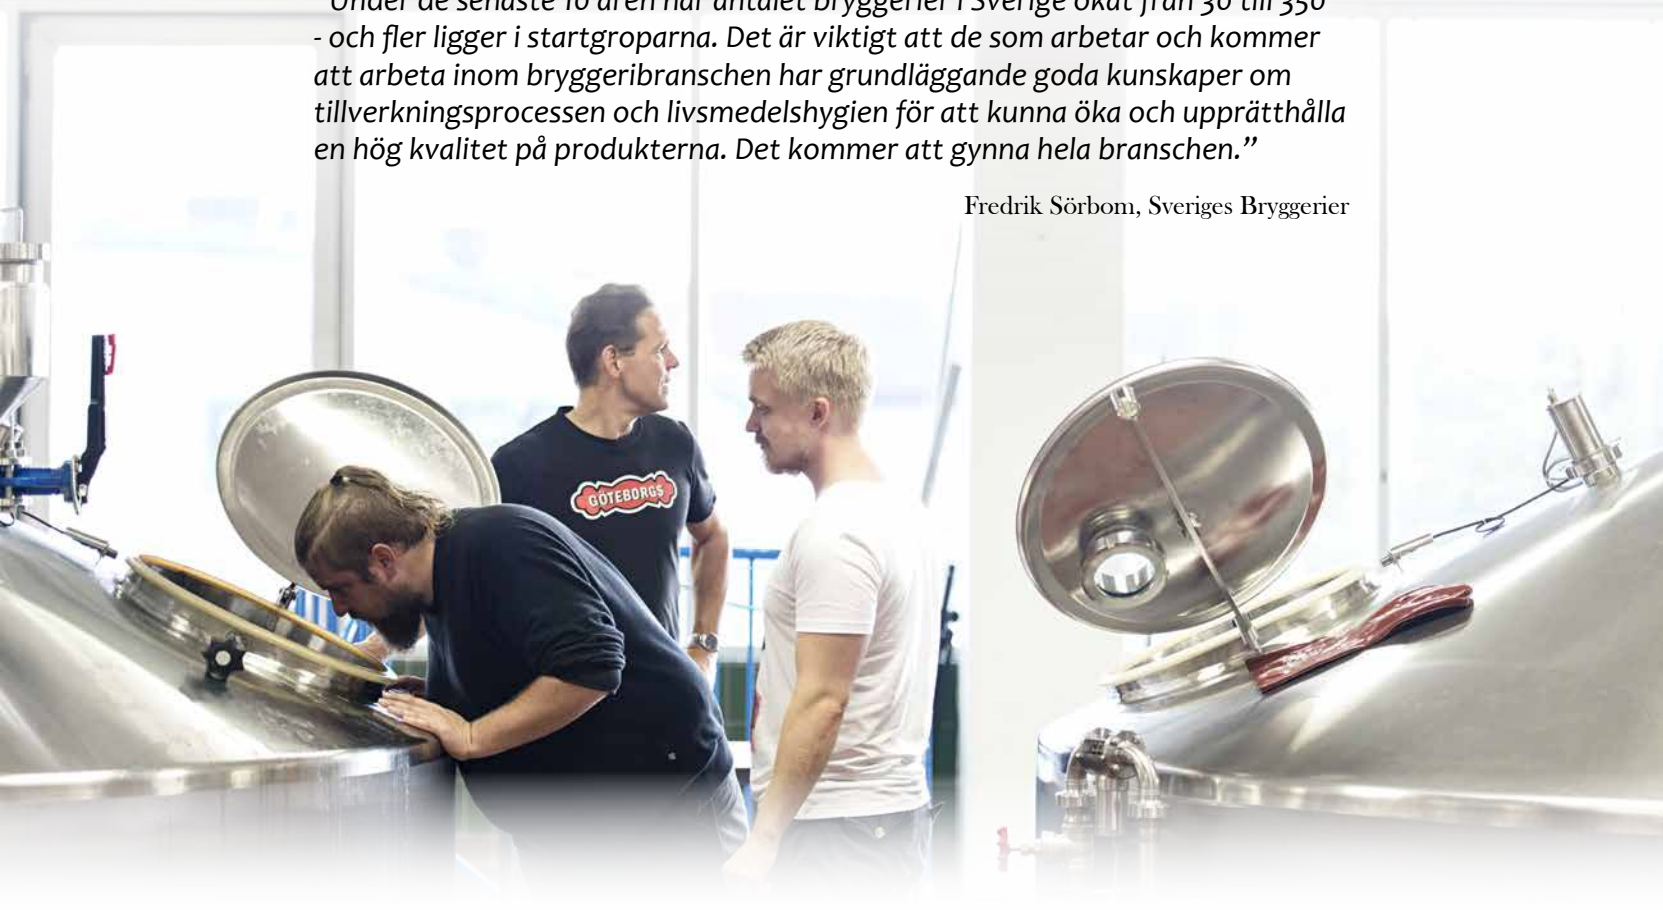 Under de senaste 10 åren har antalet bryggerier i Sverige ökat från 30 till 350
- och fler ligger i startgroparna. Det är viktigt att de som arbetar och kommer
att arbeta inom bryggeribranschen har grundläggande goda kunskaper om
tillverkningsprocessen och livsmedelshygien för att kunna öka och upprätthålla
en hög kvalitet på produkterna. Det kommer att gynna hela branschen.”
Fredrik Sörbom, Sveriges Bryggerier
GÖTEBORGS